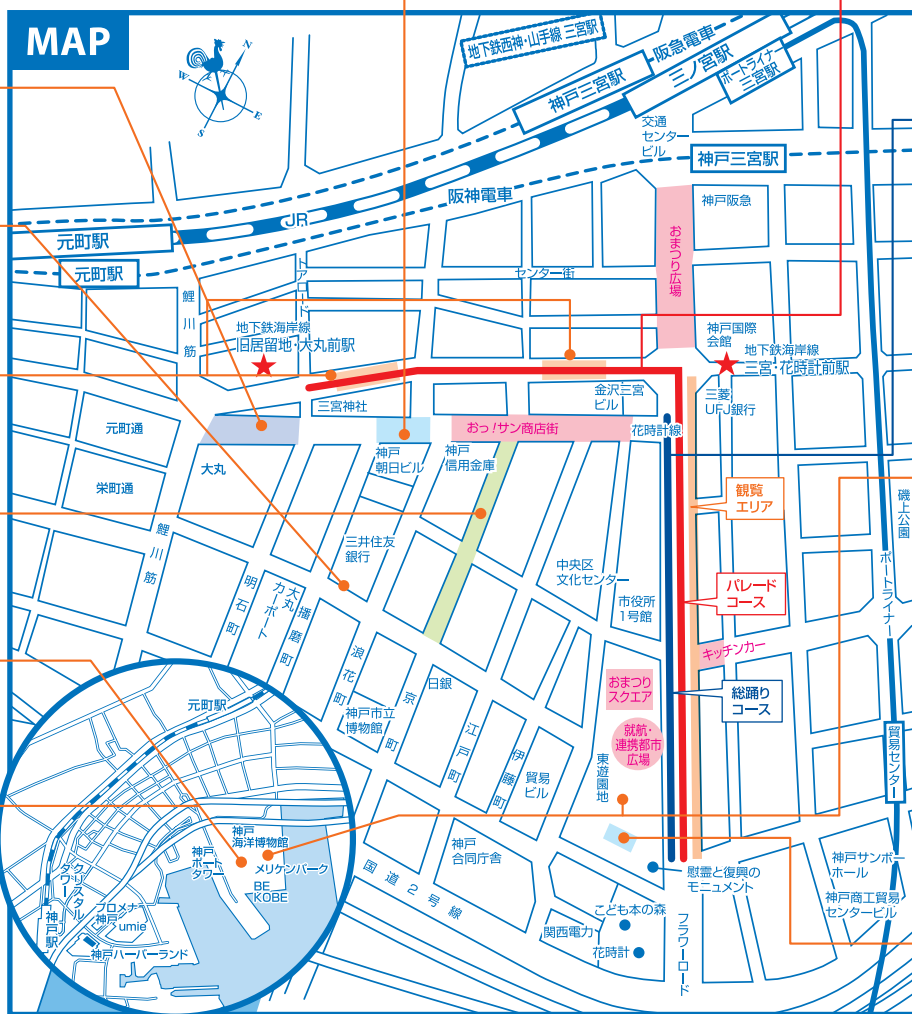 MAP
N
W
E
S
地下鉄西神・山手線 三宮駅
阪急電車
神戸三宮駅
三ノ宮駅
ポートライナー
三宮駅
交通
センター
ビル
神戸三宮駅
阪神電車
JR
元町駅
元町駅
神戸阪急
おまつり広場
センター街
トアロード
鯉川筋
地下鉄海岸線
旧居留地・大丸前駅
神戸国際
会館
地下鉄海岸線
三宮・花時計前駅
三宮神社
金沢三宮
ビル
三菱
UFJ銀行
元町通
おっ!サン商店街
花時計線
大丸
神戸
朝日ビル
神戸
信用金庫
栄町通
観覧
エリア
磯上公園
鯉川筋
三井住友
銀行
中央区
文化センター
ポートライナー
明石町
大丸
カーポート
播磨町
市役所
1号館
パレード
コース
浪花町
キッチンカー
京町
日銀
おまつり
スクエア
総踊り
コース
神戸市立
博物館
江戸町
就航・
連携都市
広場
伊藤町
貿易
ビル
東遊園地
貿易センター
元町駅
神戸
海洋博物館
神戸
ポート
タワー
メリケンパーク
BE
KOBE
クリスタル
タワー
プロメナ
神戸
umie
神戸駅
神戸ハーバーランド
神戸
合同庁舎
国道2号線
慰霊と復興の
モニュメント
神戸サンボー
ホール
神戸商工貿易
センタービル
こども本の森
関西電力
花時計
フラワーロード